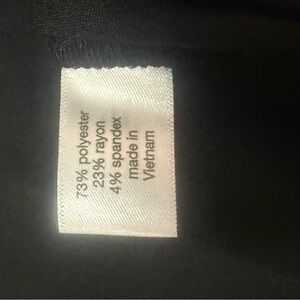 73% polyester
23% rayon
4% spandex
made in
Vietnam